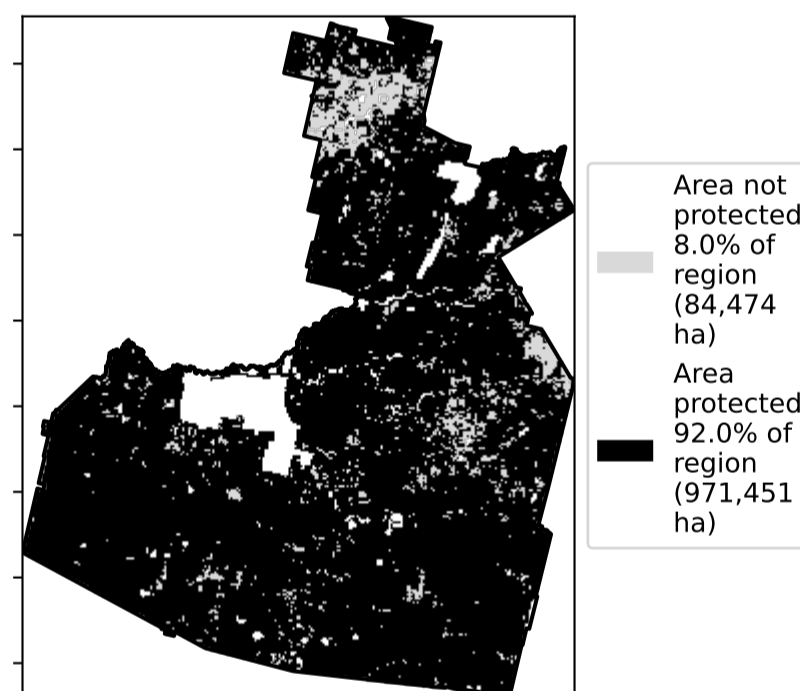 Area not
protected
8.0% of
region
(84,474
ha)
Area
protected
92.0% of
region
(971,451
ha)